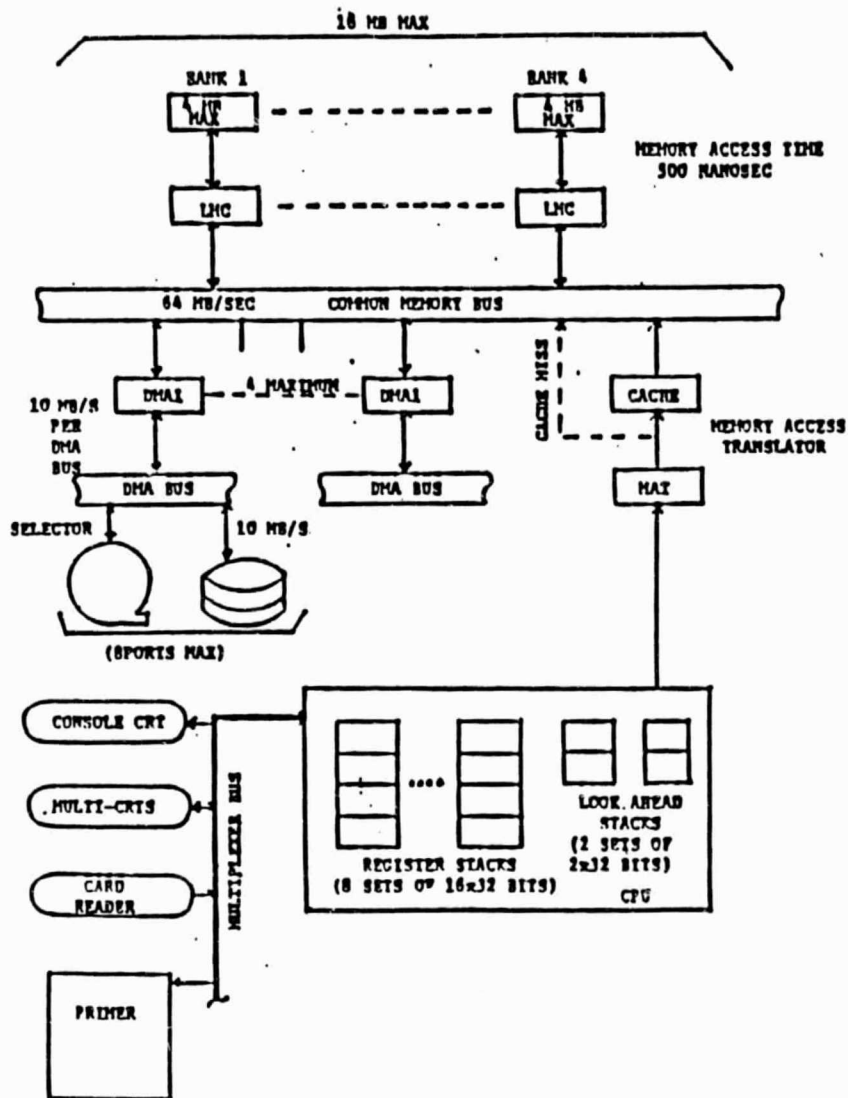 16 MB MAX
BANK 1
BANK 4
4 MB
MAX
4 MB
MAX
MEMORY ACCESS TIME
500 NANOSEC
LMC
LMC
64 MB/SEC COMMON MEMORY BUS
DMAI
4 MAXIMUM
DMAI
CACHE MISS
CACHE
10 MB/S
PER
DMA
BUS
MEMORY ACCESS
TRANSLATOR
DMA BUS
DMA BUS
MAT
SELECTOR
10 MB/S
(8PORTS MAX)
CONSOLE CRT
MULTI-CRTS
CARD
READER
PRIMER
MULTIPLEXER BUS
....
REGISTER STACKS
(8 SETS OF 16x32 BITS)
LOOK AHEAD
STACKS
(2 SETS OF
2x32 BITS)
CPU